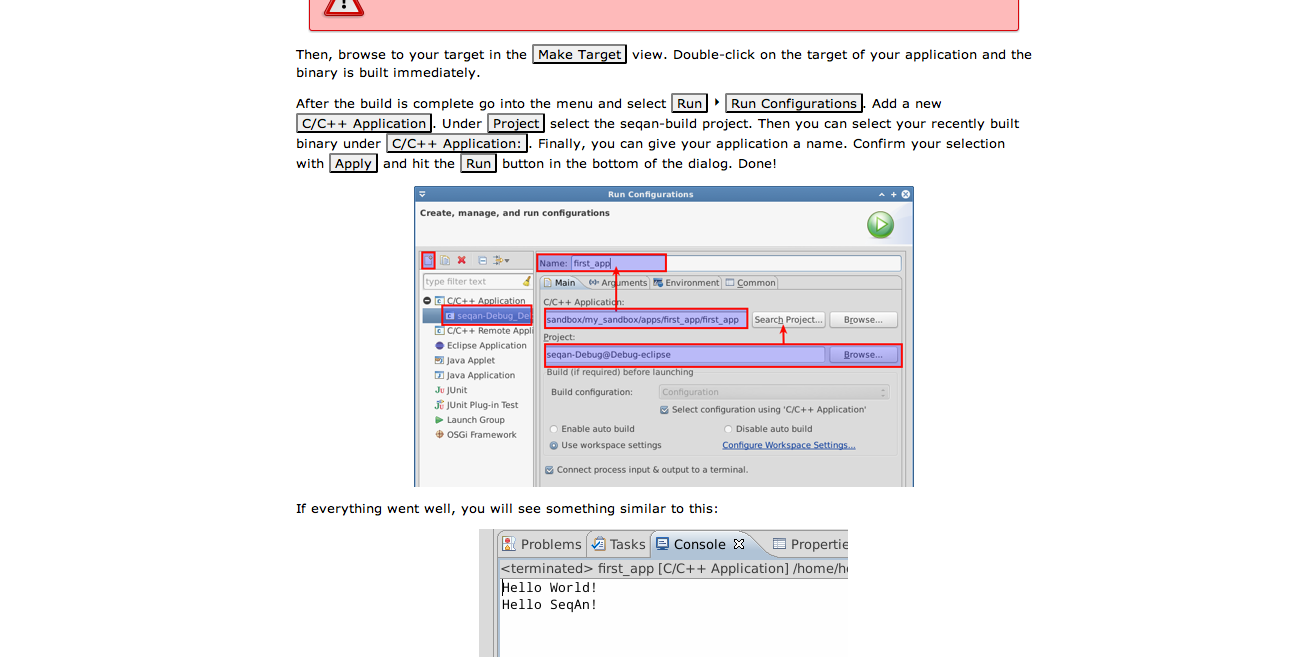 Then, browse to your target in the Make Target view. Double-click on the target of your application and the
binary is built immediately.
After the build is complete go into the menu and select Run ‣ Run Configurations. Add a new
C/C++ Application. Under Project select the seqan-build project. Then you can select your recently built
binary under C/C++ Application:. Finally, you can give your application a name. Confirm your selection
with Apply and hit the Run button in the bottom of the dialog. Done!
Run Configurations
Create, manage, and run configurations
Name: first_app
type filter text
Main Arguments Environment Common
C/C++ Application
C/C++ Application:
seqan-Debug_De
sandbox/my_sandbox/apps/first_app/first_app Search Project... Browse...
C/C++ Remote Appl
Project:
Eclipse Application
seqan-Debug@Debug-eclipse Browse...
Java Applet
Build (if required) before launching
Java Application
Build configuration: Configuration
JUnit
Select configuration using 'C/C++ Application'
JUnit Plug-in Test
Launch Group
Enable auto build Disable auto build
OSGi Framework
Use workspace settings Configure Workspace Settings...
Connect process input & output to a terminal.
If everything went well, you will see something similar to this:
Problems Tasks Console Propertie
<terminated> first_app [C/C++ Application] /home/h
Hello World!
Hello SeqAn!